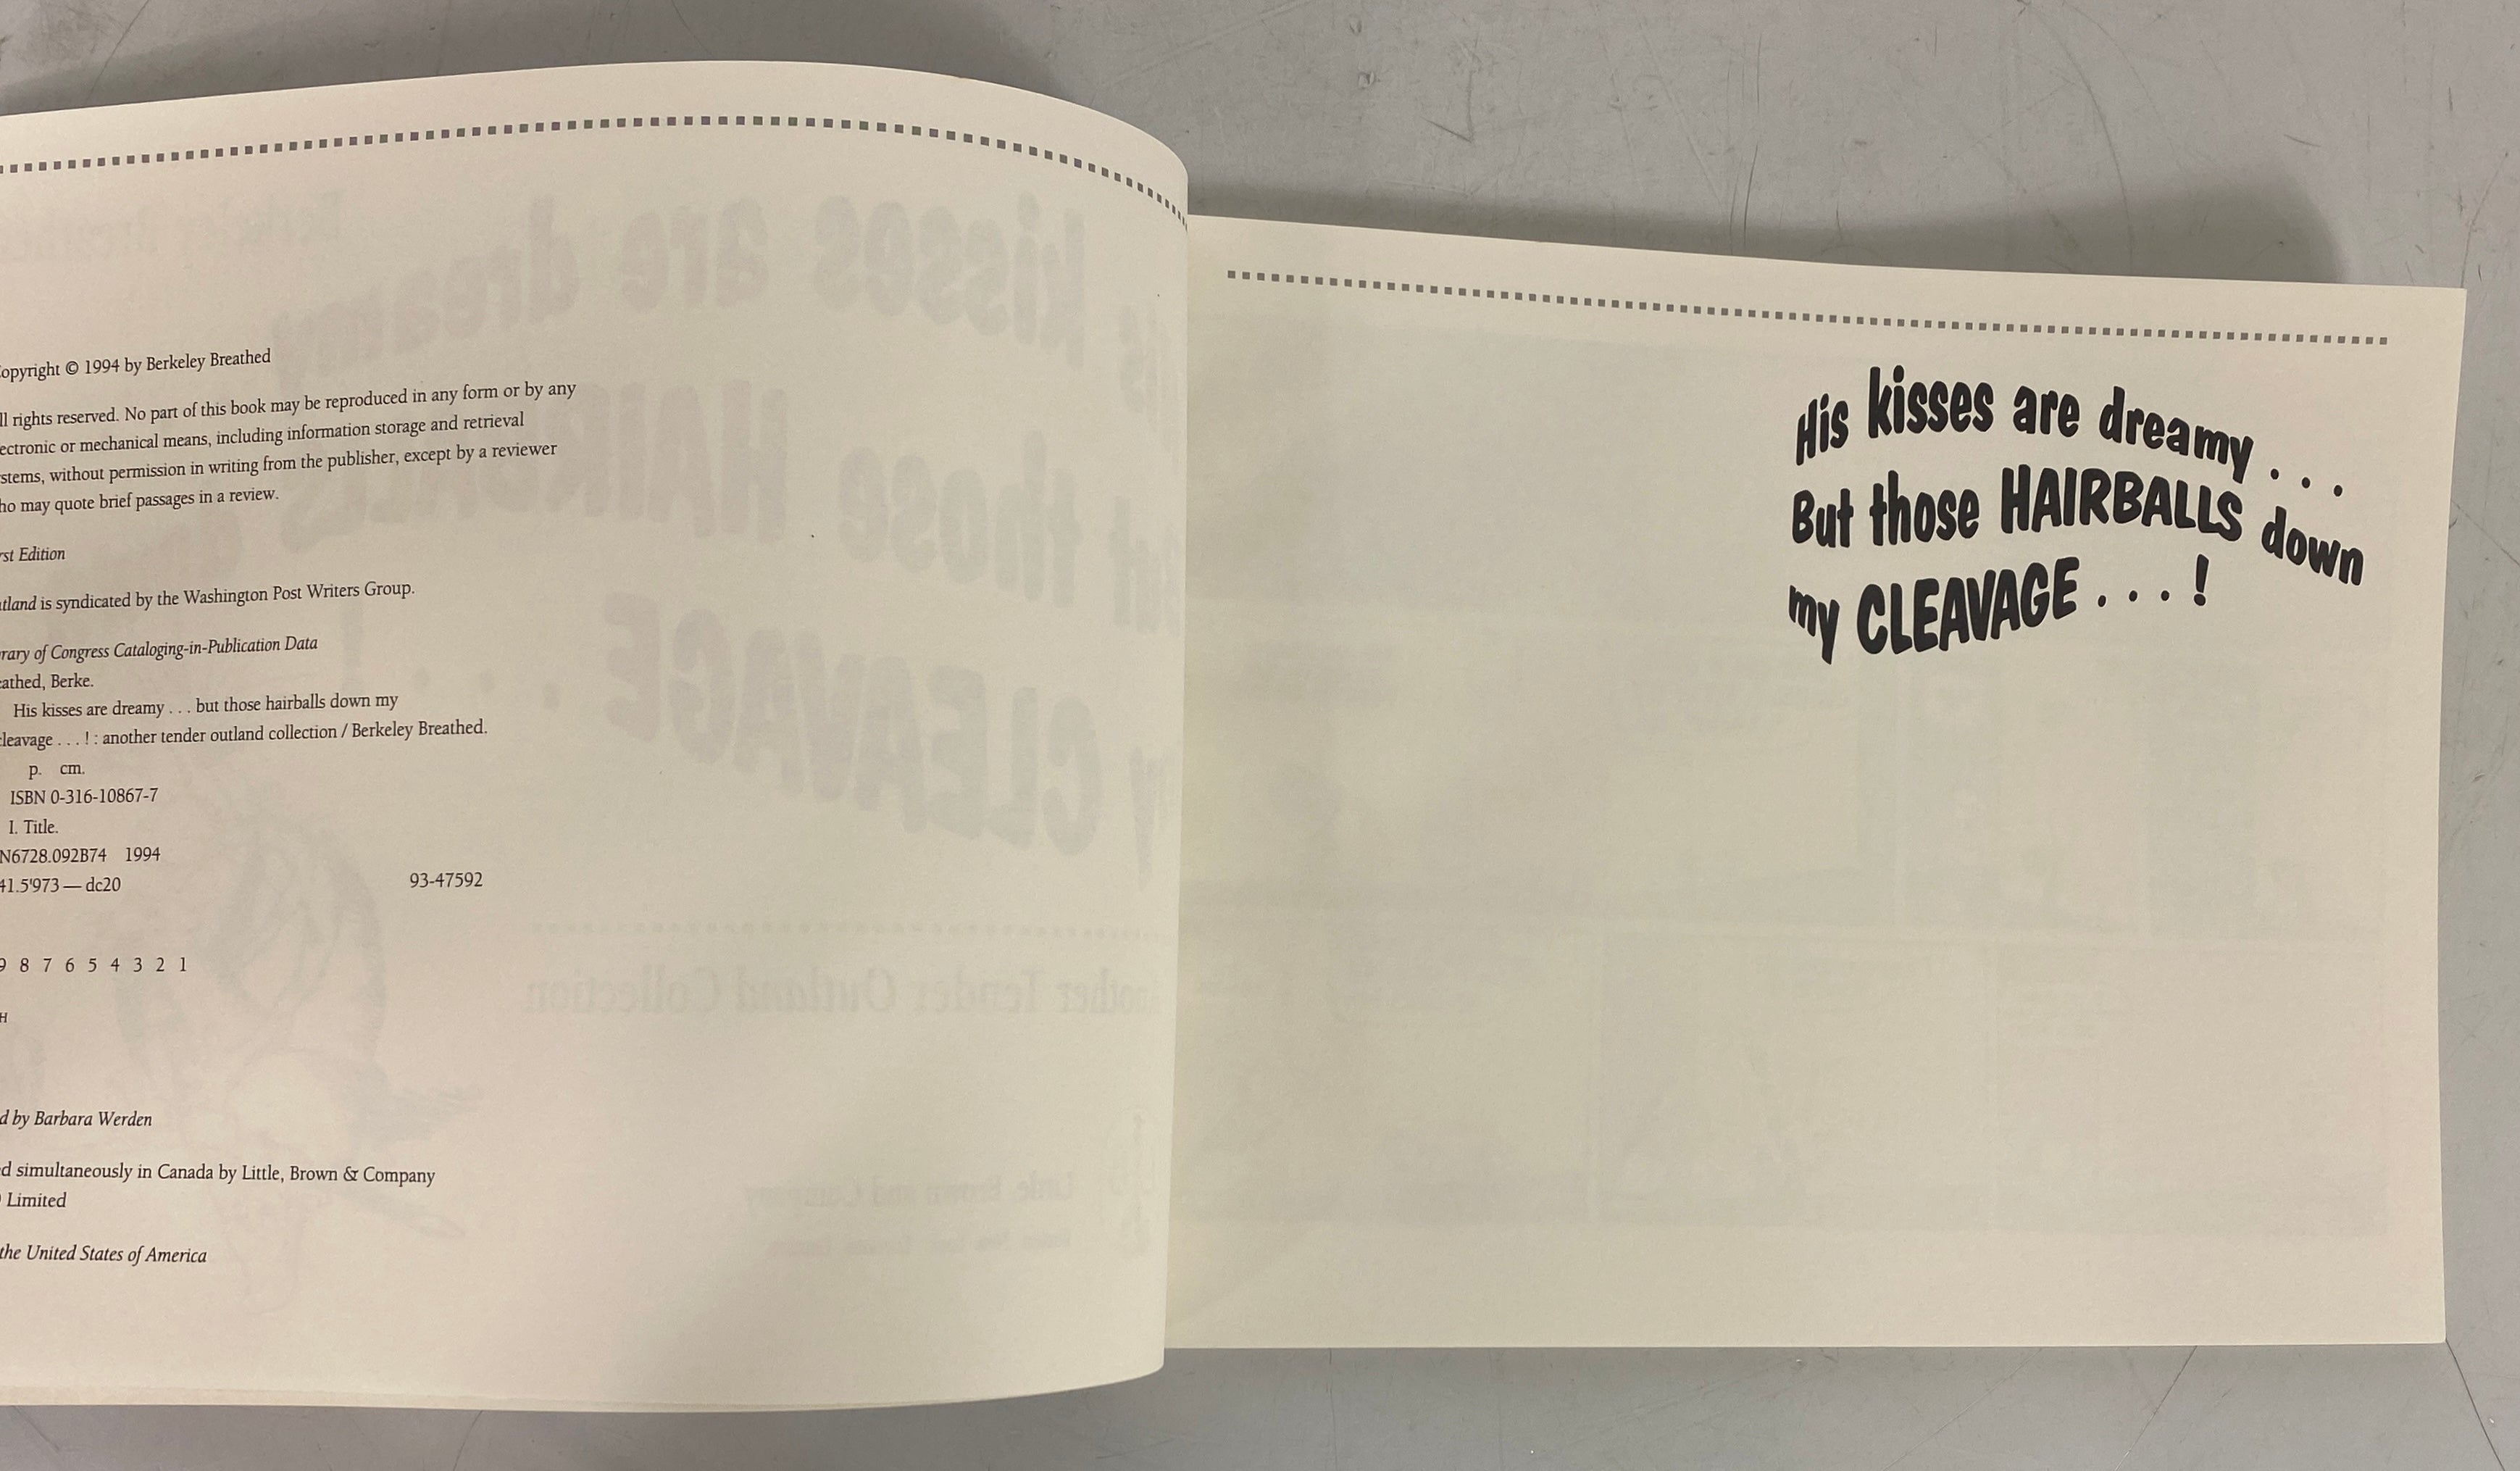 opyright © 1994 by Berkeley Breathed
ll rights reserved. No part of this book may be reproduced in any form or by any
ectronic or mechanical means, including information storage and retrieval
stems, without permission in writing from the publisher, except by a reviewer
ho may quote brief passages in a review.
rst Edition
tland is syndicated by the Washington Post Writers Group.
rary of Congress Cataloging-in-Publication Data
eathed, Berke.
His kisses are dreamy . . . but those hairballs down my
leavage . . . ! : another tender outland collection / Berkeley Breathed.
p. cm.
ISBN 0-316-10867-7
I. Title.
N6728.092B74 1994
41.5'973 — dc20 93-47592
9 8 7 6 5 4 3 2 1
H
d by Barbara Werden
d simultaneously in Canada by Little, Brown & Company
) Limited
the United States of America
His kisses are dreamy . . .
But those HAIRBALLS down
my CLEAVAGE . . . !